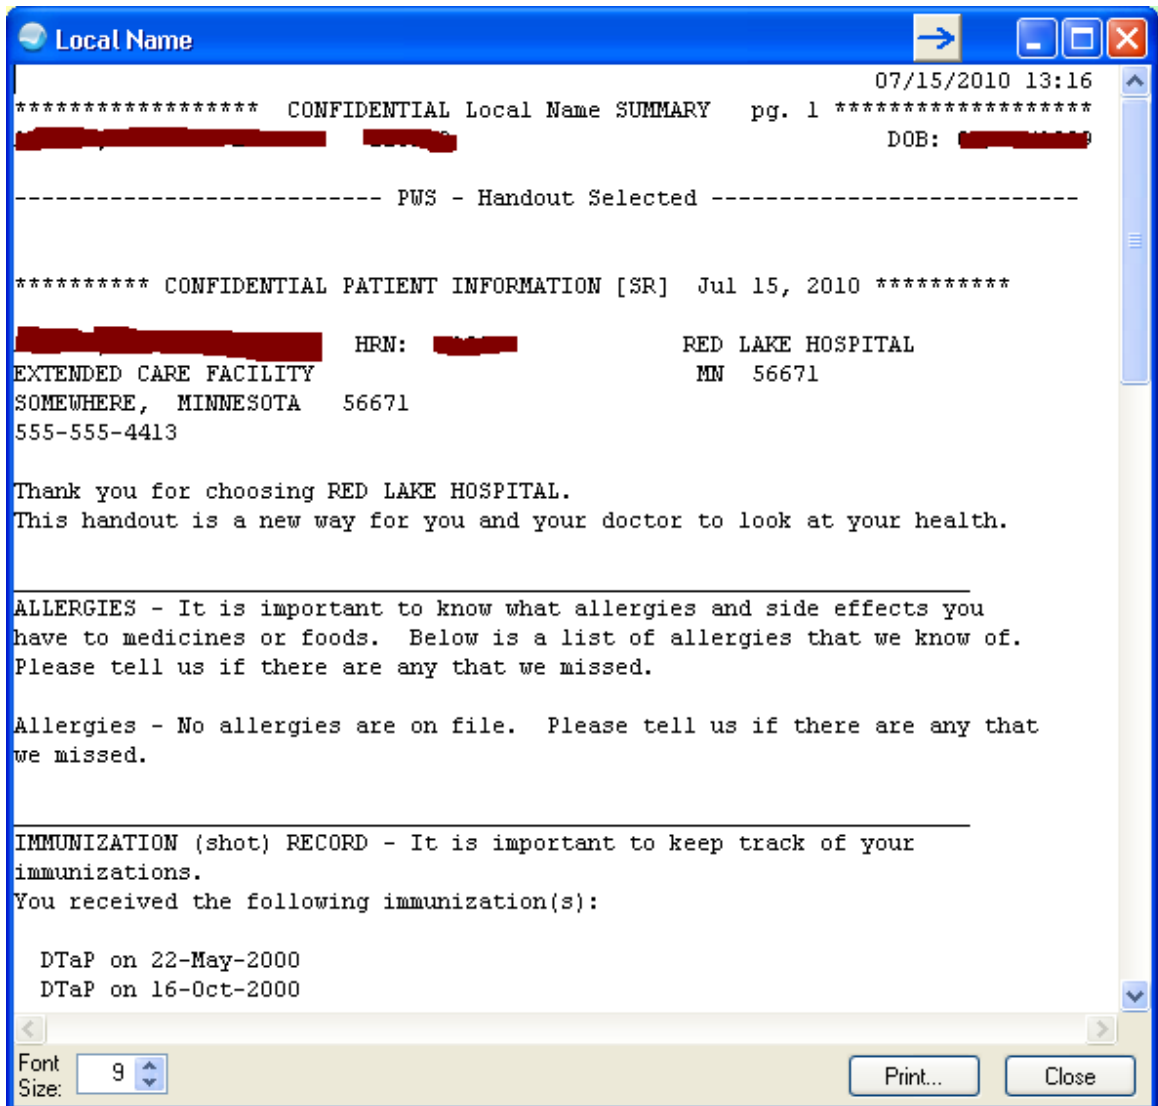 Local Name
07/15/2010 13:16
****************** CONFIDENTIAL Local Name SUMMARY pg. 1 *******************
DOB:
--------------------------- PWS - Handout Selected ---------------------------
********** CONFIDENTIAL PATIENT INFORMATION [SR] Jul 15, 2010 **********
HRN: RED LAKE HOSPITAL
EXTENDED CARE FACILITY MN 56671
SOMEWHERE, MINNESOTA 56671
555-555-4413
Thank you for choosing RED LAKE HOSPITAL.
This handout is a new way for you and your doctor to look at your health.
ALLERGIES - It is important to know what allergies and side effects you
have to medicines or foods. Below is a list of allergies that we know of.
Please tell us if there are any that we missed.
Allergies - No allergies are on file. Please tell us if there are any that
we missed.
IMMUNIZATION (shot) RECORD - It is important to keep track of your
immunizations.
You received the following immunization(s):
DTaP on 22-May-2000
DTaP on 16-Oct-2000
Font Size: 9 Print... Close